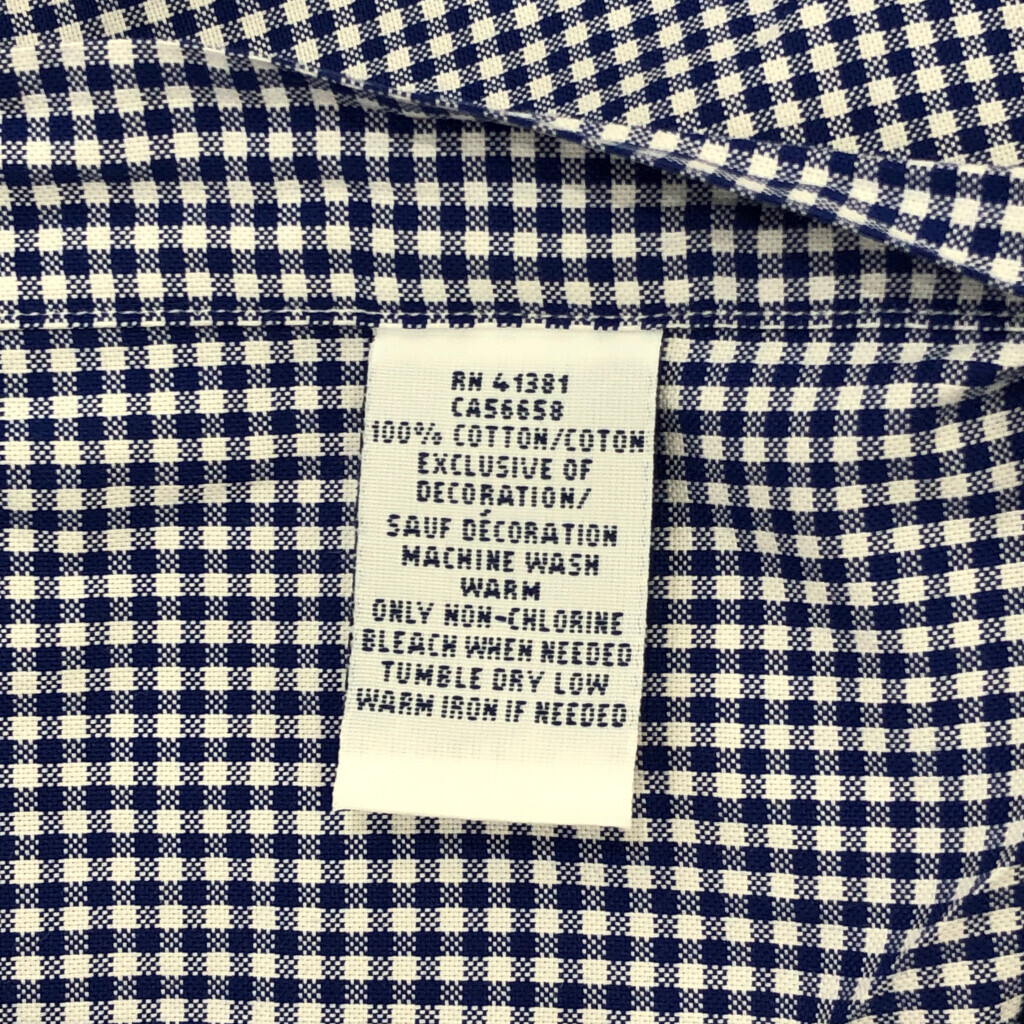 RN 41381
CA56658
100% COTTON/COTON
EXCLUSIVE OF
DECORATION/
SAUF DÉCORATION
MACHINE WASH
WARM
ONLY NON-CHLORINE
BLEACH WHEN NEEDED
TUMBLE DRY LOW
WARM IRON IF NEEDED